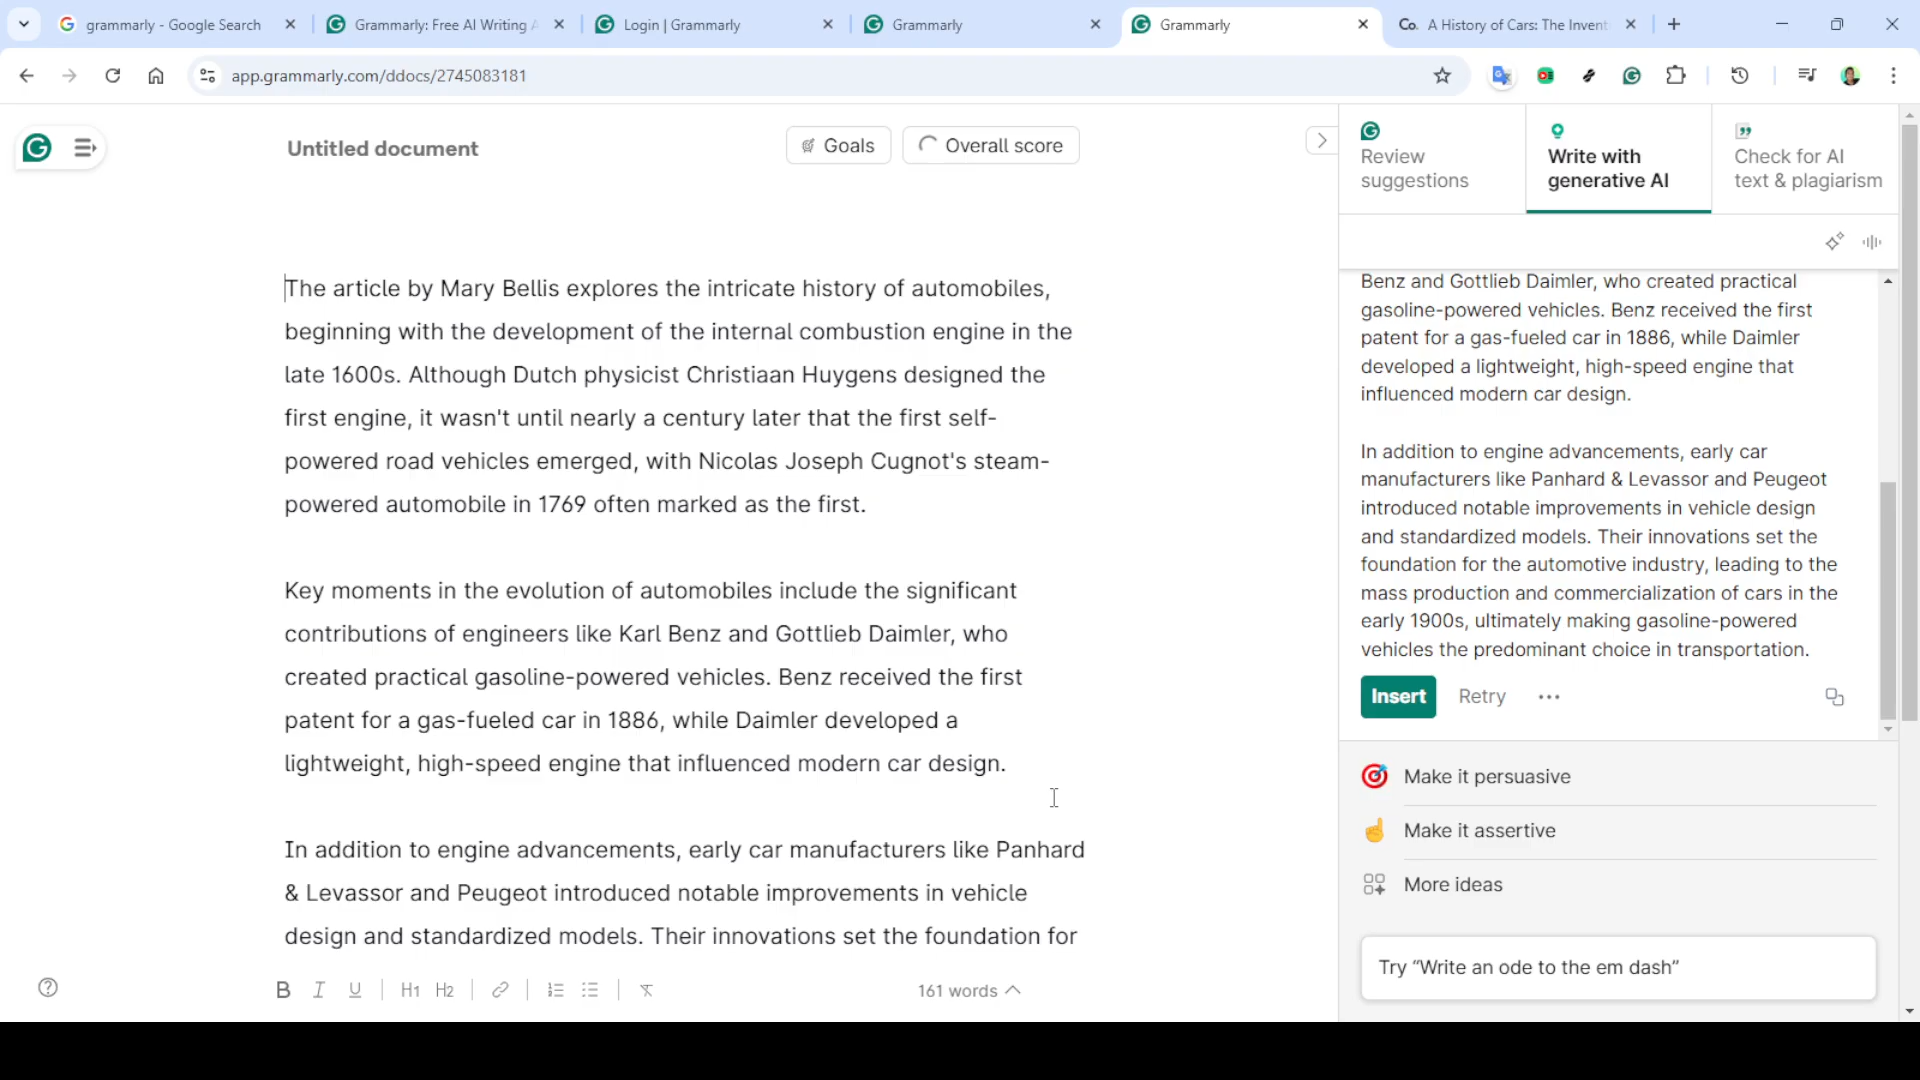 grammarly - Google Search
Grammarly: Free AI Writing A
Login | Grammarly
Grammarly
Grammarly
Co. A History of Cars: The Invent
app.grammarly.com/ddocs/2745083181
Untitled document
Goals
Overall score
Review
suggestions
Write with
generative AI
Check for AI
text & plagiarism
The article by Mary Bellis explores the intricate history of automobiles,
beginning with the development of the internal combustion engine in the
late 1600s. Although Dutch physicist Christiaan Huygens designed the
first engine, it wasn't until nearly a century later that the first self-
powered road vehicles emerged, with Nicolas Joseph Cugnot's steam-
powered automobile in 1769 often marked as the first.
Key moments in the evolution of automobiles include the significant
contributions of engineers like Karl Benz and Gottlieb Daimler, who
created practical gasoline-powered vehicles. Benz received the first
patent for a gas-fueled car in 1886, while Daimler developed a
lightweight, high-speed engine that influenced modern car design.
In addition to engine advancements, early car manufacturers like Panhard
& Levassor and Peugeot introduced notable improvements in vehicle
design and standardized models. Their innovations set the foundation for
B I U H1 H2
161 words
Benz and Gottlieb Daimler, who created practical
gasoline-powered vehicles. Benz received the first
patent for a gas-fueled car in 1886, while Daimler
developed a lightweight, high-speed engine that
influenced modern car design.
In addition to engine advancements, early car
manufacturers like Panhard & Levassor and Peugeot
introduced notable improvements in vehicle design
and standardized models. Their innovations set the
foundation for the automotive industry, leading to the
mass production and commercialization of cars in the
early 1900s, ultimately making gasoline-powered
vehicles the predominant choice in transportation.
Insert
Retry
Make it persuasive
Make it assertive
More ideas
Try “Write an ode to the em dash”